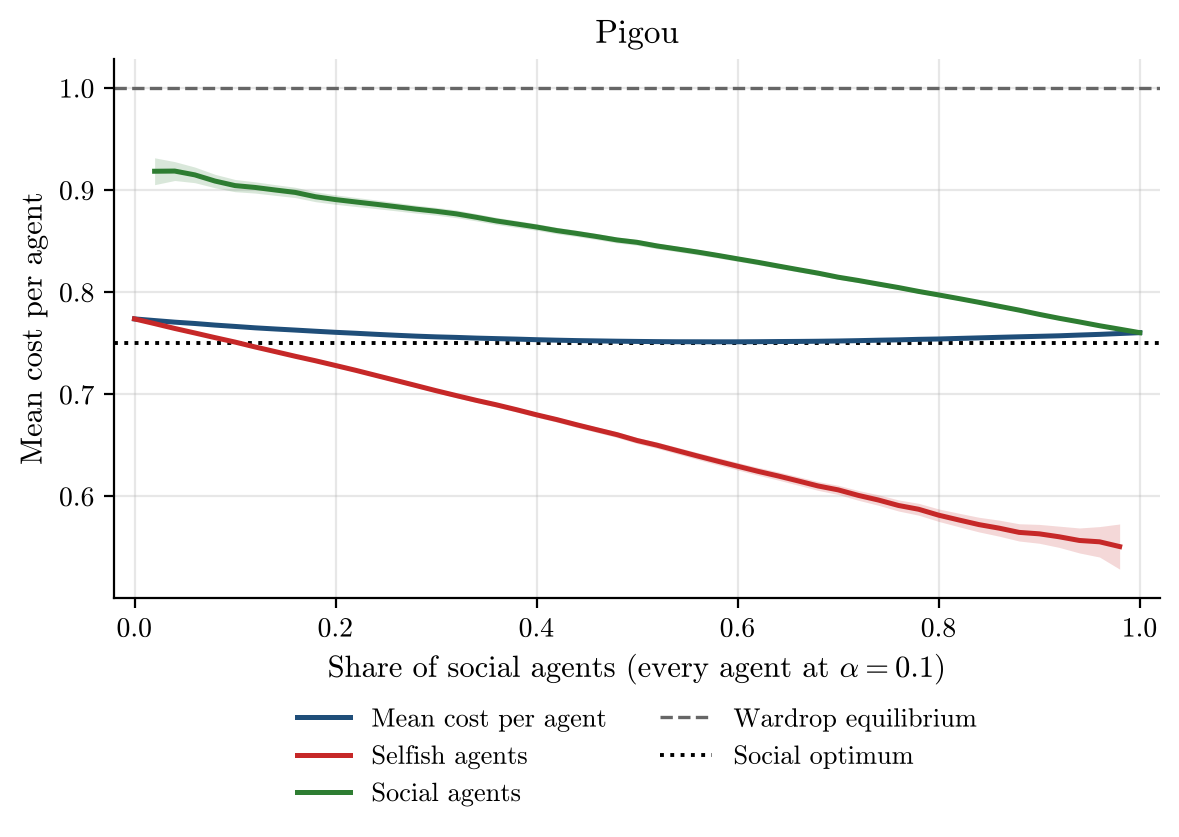 Pigou
1.0
0.9
0.8
0.7
0.6
Mean cost per agent
0.0 0.2 0.4 0.6 0.8 1.0
Share of social agents (every agent at α = 0.1)
Mean cost per agent
Selfish agents
Social agents
Wardrop equilibrium
Social optimum